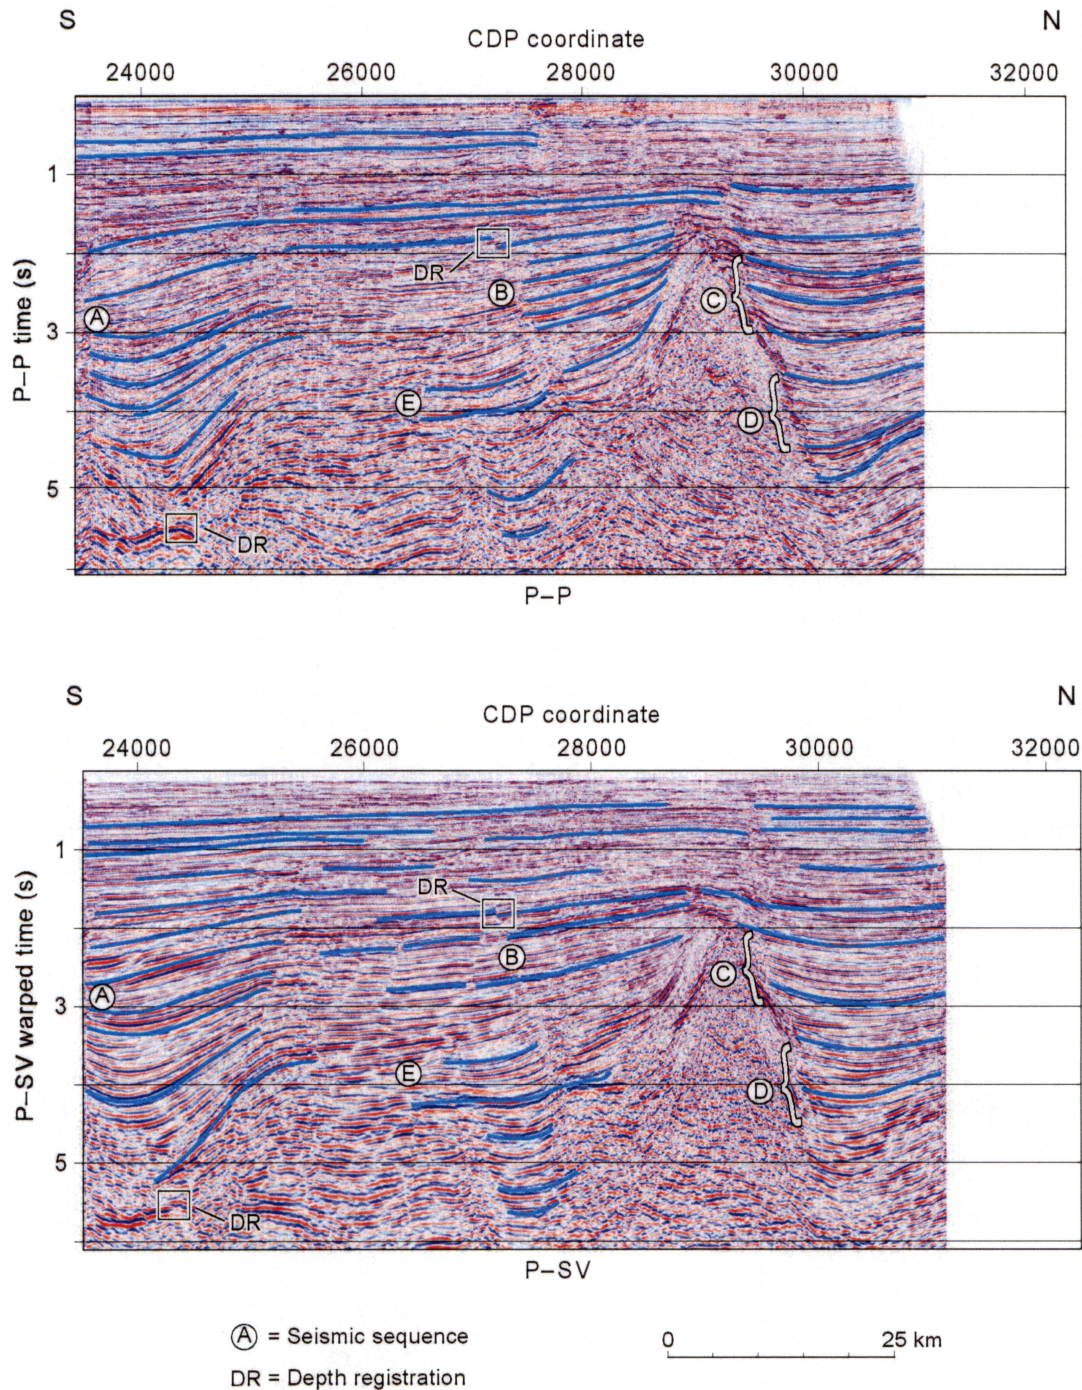 S
N
CDP coordinate
24000 26000 28000 30000 32000
P–P time (s)
1
3
5
A
B
C
D
E
DR
DR
P–P
S
N
CDP coordinate
24000 26000 28000 30000 32000
P–SV warped time (s)
1
3
5
A
B
C
D
E
DR
DR
P–SV
A = Seismic sequence
DR = Depth registration
0 25 km